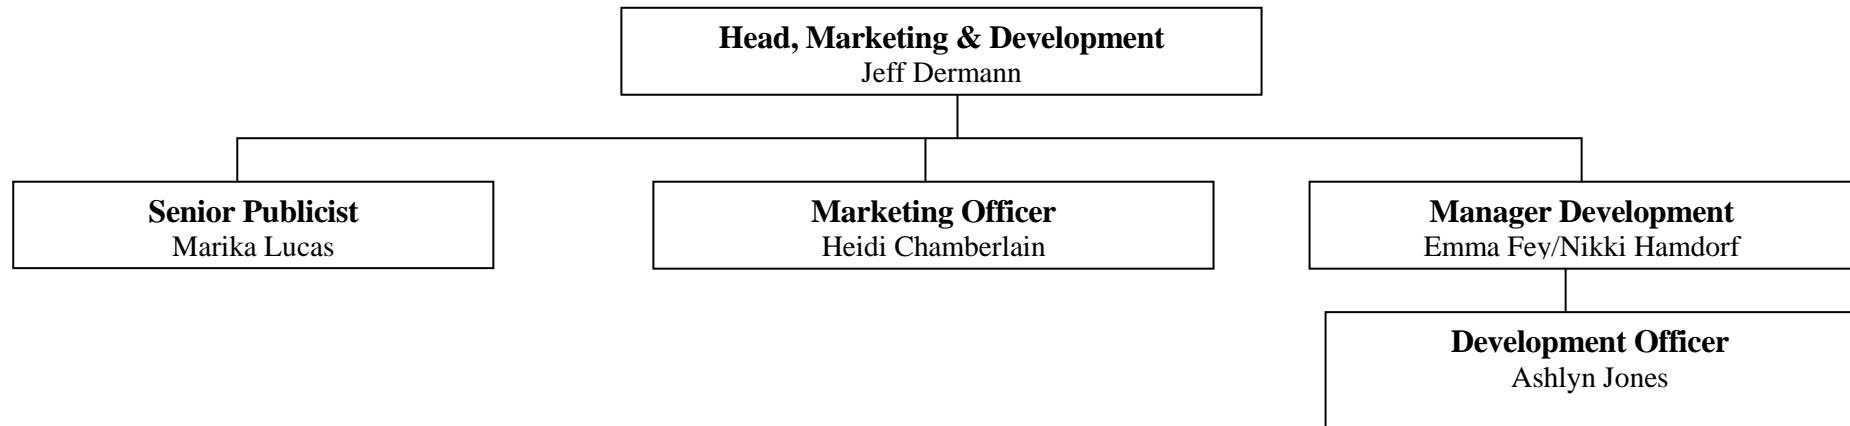 Head, Marketing & Development
Jeff Dermann
Senior Publicist
Marika Lucas
Marketing Officer
Heidi Chamberlain
Manager Development
Emma Fey/Nikki Hamdorf
Development Officer
Ashlyn Jones